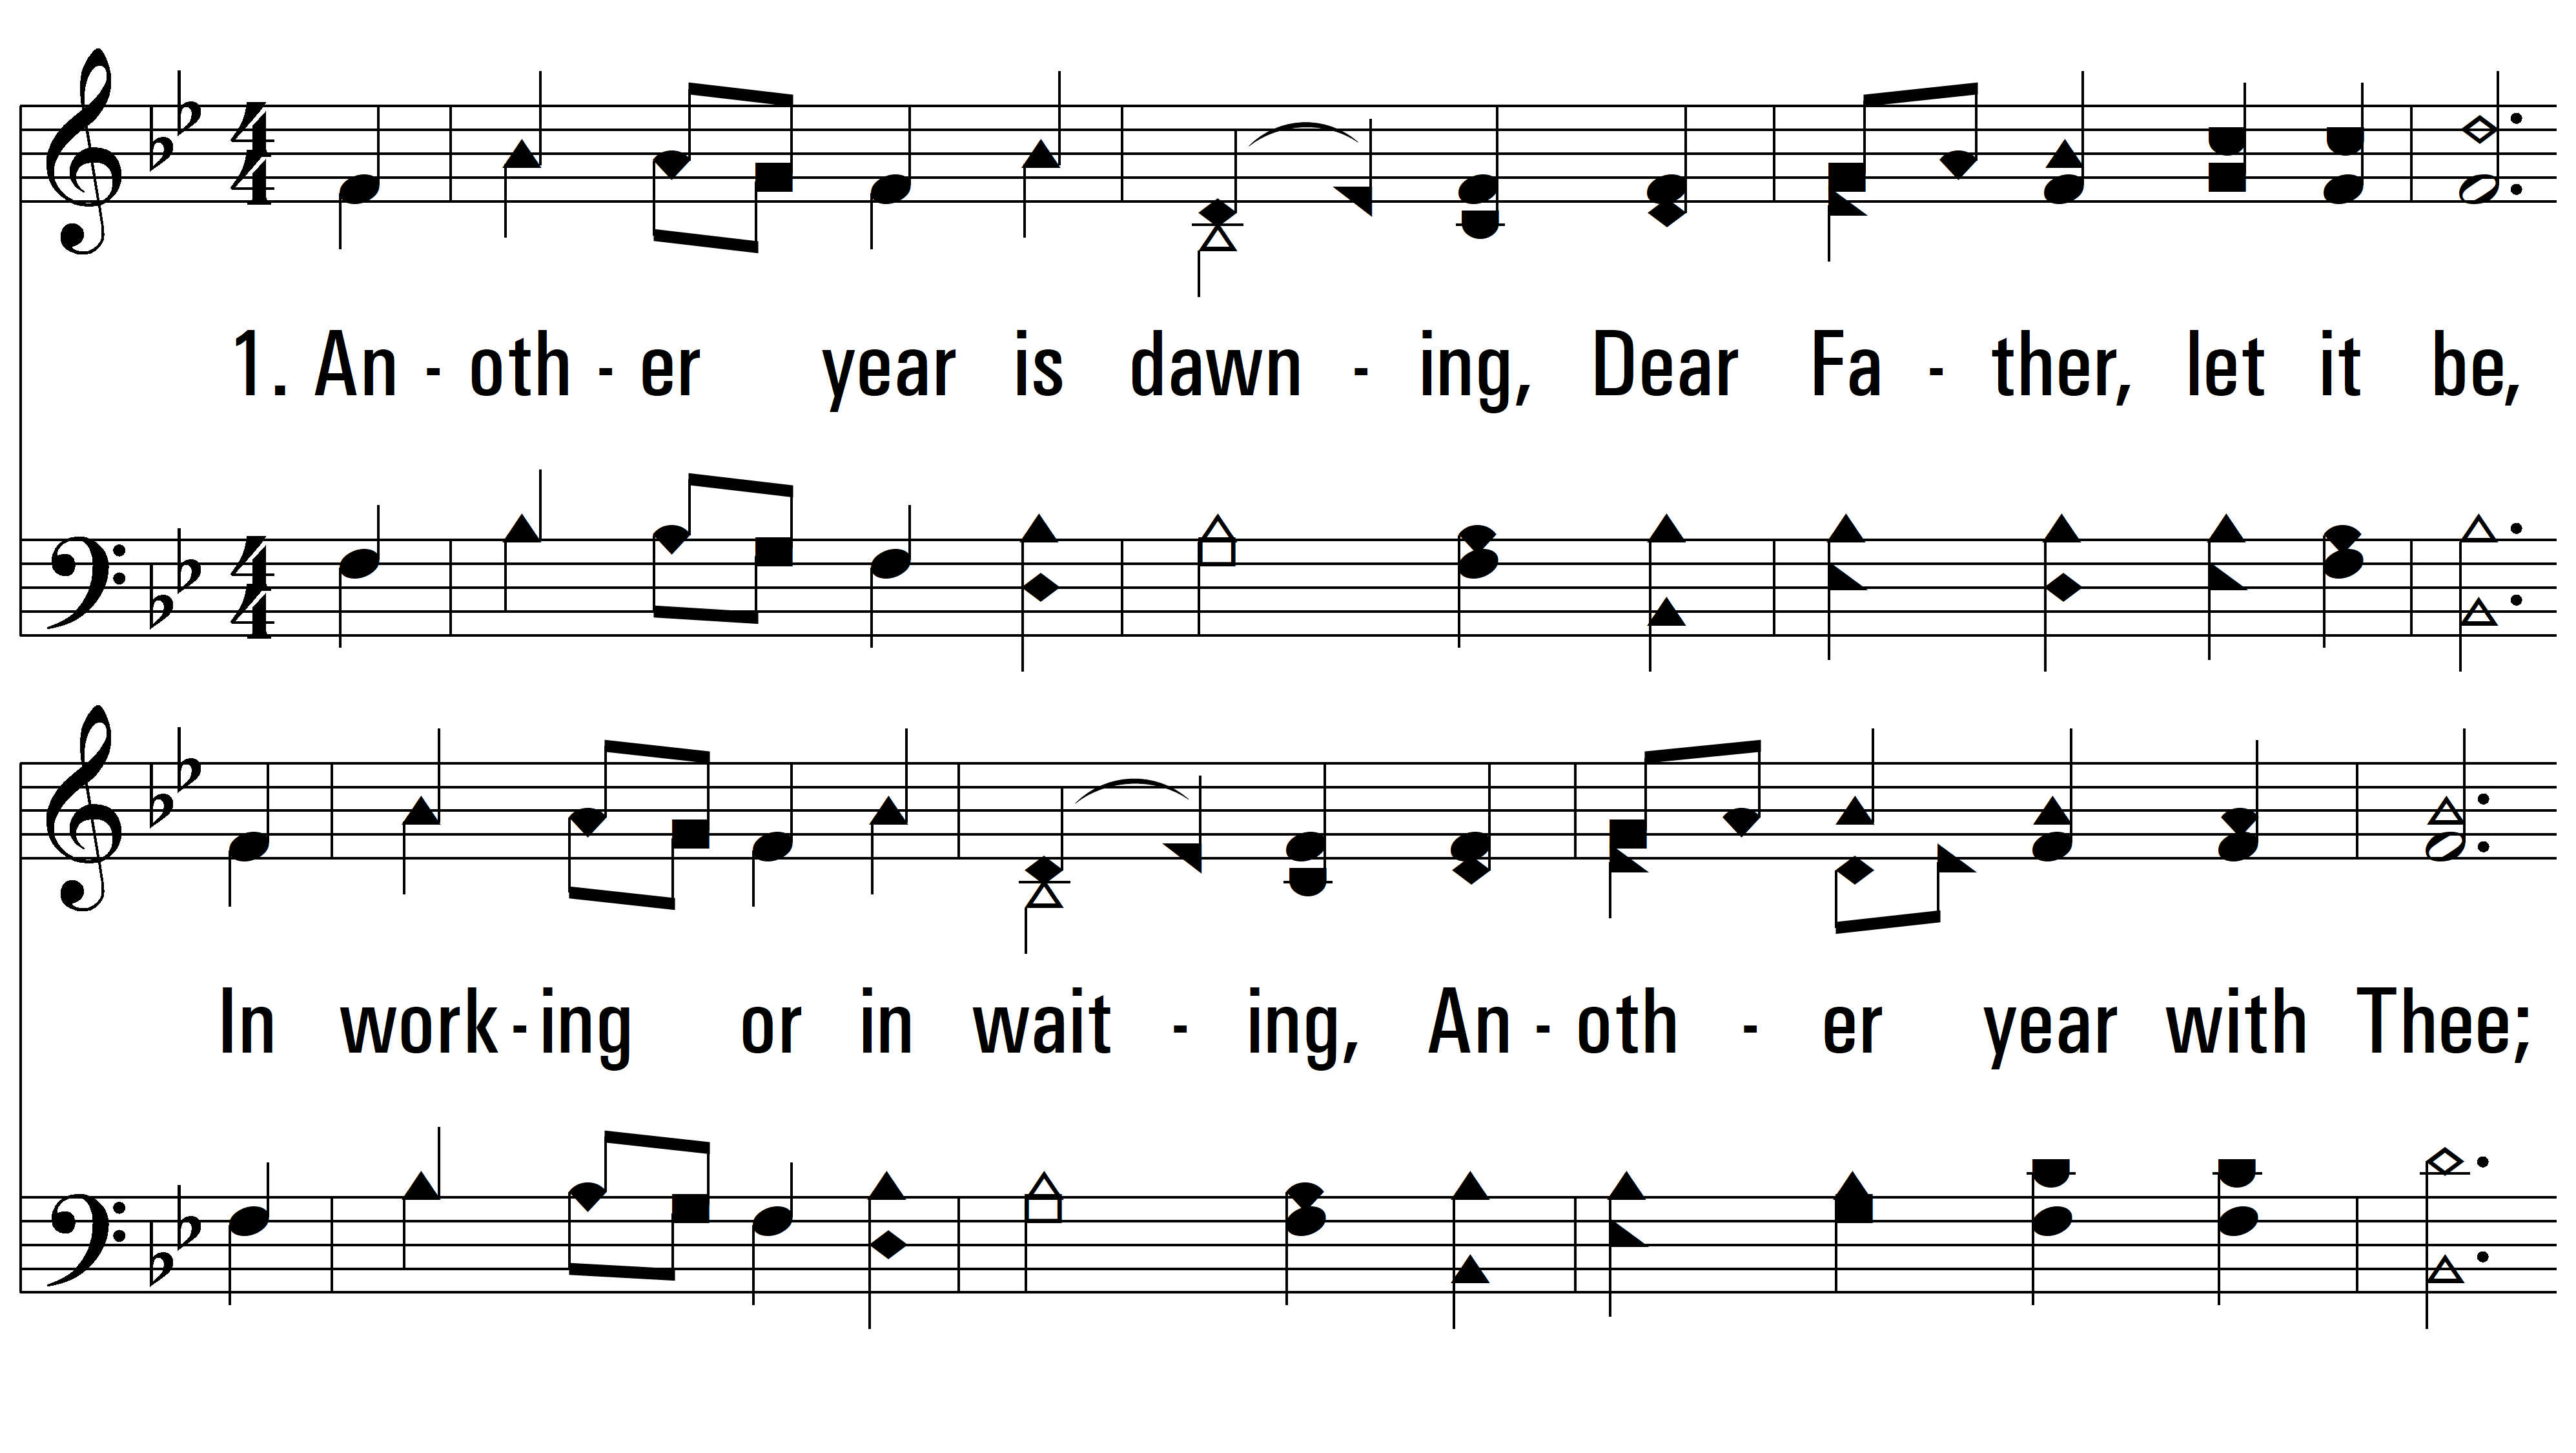 1. An - oth - er year is dawn - ing, Dear Fa - ther, let it be,
In work - ing or in wait - ing, An - oth - er year with Thee;